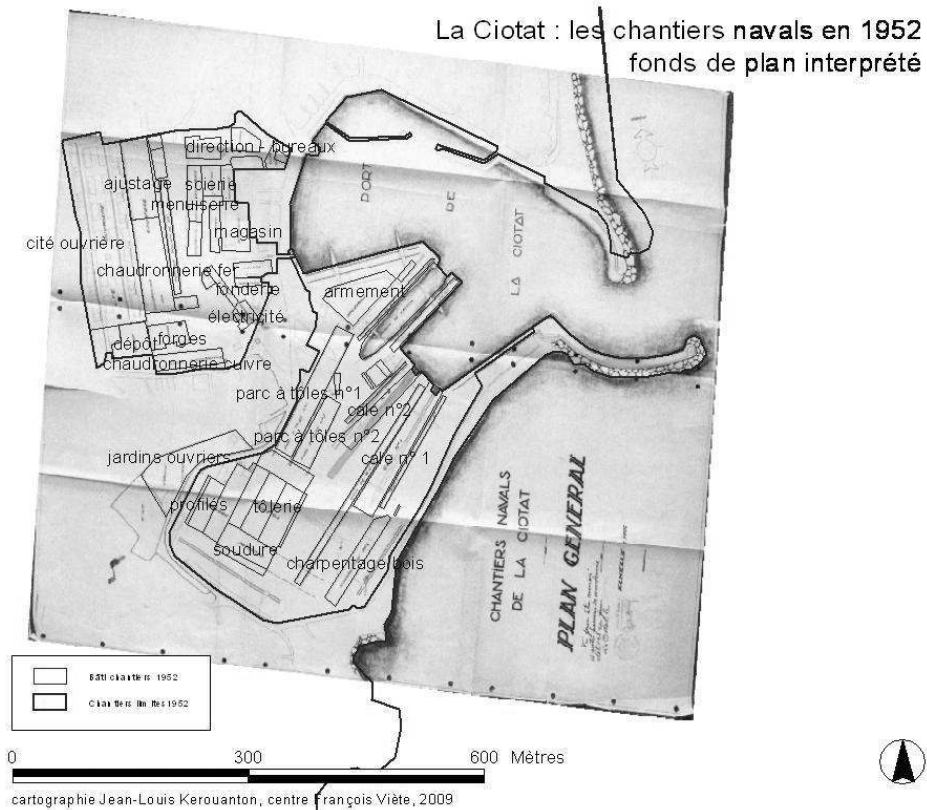 La Ciotat : les chantiers navals en 1952
fonds de plan interprété
direction - bureaux
ajustage
scierie
menuiserie
magasin
cité ouvrière
chaudronnerie fer
fonderie
électricité
armement
dépôt
forges
chaudronnerie cuivre
parc à tôles n°1
cale n°2
parc à tôles n°2
cale n° 1
jardins ouvriers
profilés
tôlerie
soudure
charpentage bois
PORT
DE
LA CIOTAT
CHANTIERS NAVALS
DE LA CIOTAT
PLAN GENERAL
Bâti chantiers 1952
Chantiers limites 1952
0 300 600 Mètres
cartographie Jean-Louis Kerouanton, centre François Viète, 2009